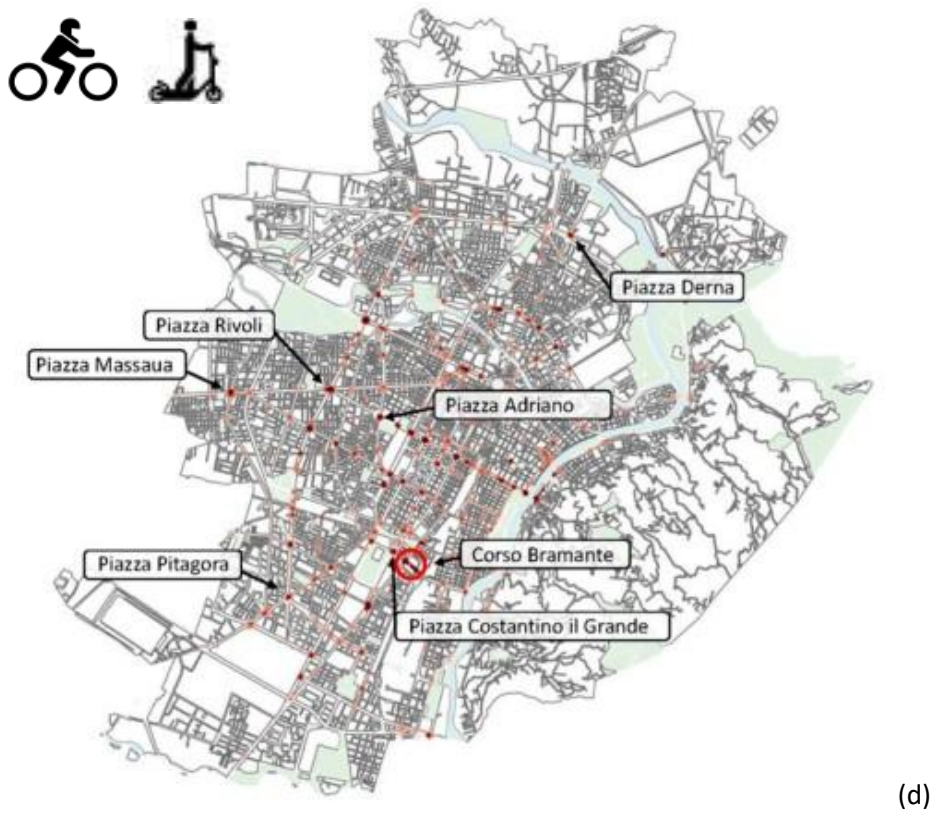 Piazza Derna
Piazza Rivoli
Piazza Massaua
Piazza Adriano
Corso Bramante
Piazza Pitagora
Piazza Costantino il Grande
(d)